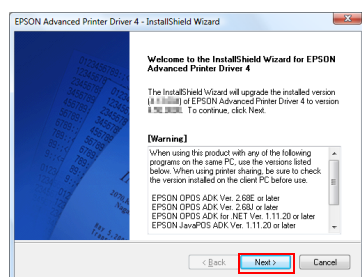 EPSON Advanced Printer Driver 4 - InstallShield Wizard
Welcome to the InstallShield Wizard for EPSON
Advanced Printer Driver 4
The InstallShield Wizard will upgrade the installed version
of EPSON Advanced Printer Driver 4 to version
To continue, click Next.
[Warning]
When using this product with any of the following
programs on the same PC, use the versions listed
below. When using printer sharing, be sure to check
the version installed on the client PC before use.
EPSON OPOS ADK Ver. 2.68E or later
EPSON OPOS ADK Ver. 2.68J or later
EPSON OPOS ADK for .NET Ver. 1.11.20 or later
EPSON JavaPOS ADK Ver. 1.11.20 or later
< Back
Next >
Cancel